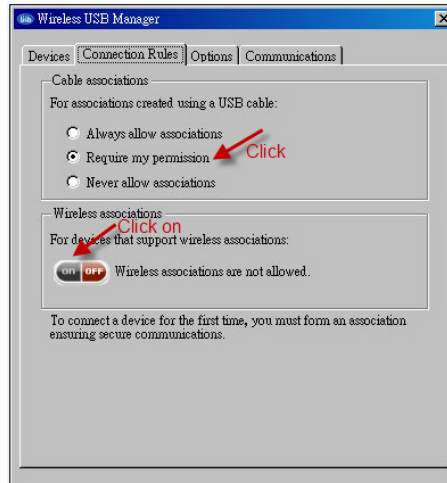 Wireless USB Manager
Devices Connection Rules Options Communications
Cable associations
For associations created using a USB cable:
Always allow associations
Require my permission
Click
Never allow associations
Wireless associations
Click on
For devices that support wireless associations:
on OFF Wireless associations are not allowed.
To connect a device for the first time, you must form an association
ensuring secure communications.